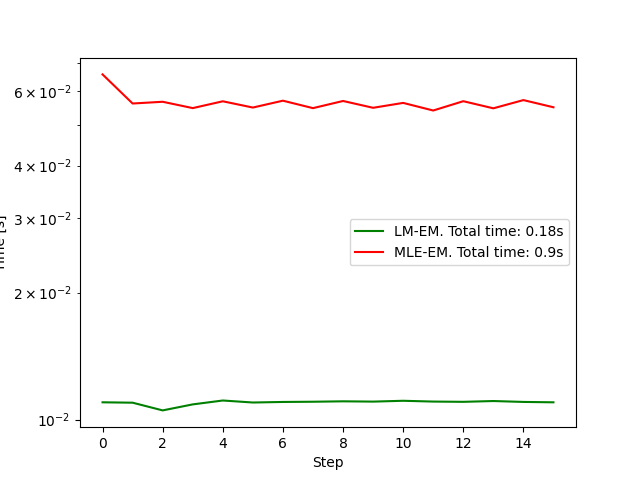 6 × 10⁻²
4 × 10⁻²
3 × 10⁻²
2 × 10⁻²
10⁻²
Time [s]
LM-EM. Total time: 0.18s
MLE-EM. Total time: 0.9s
0 2 4 6 8 10 12 14
Step